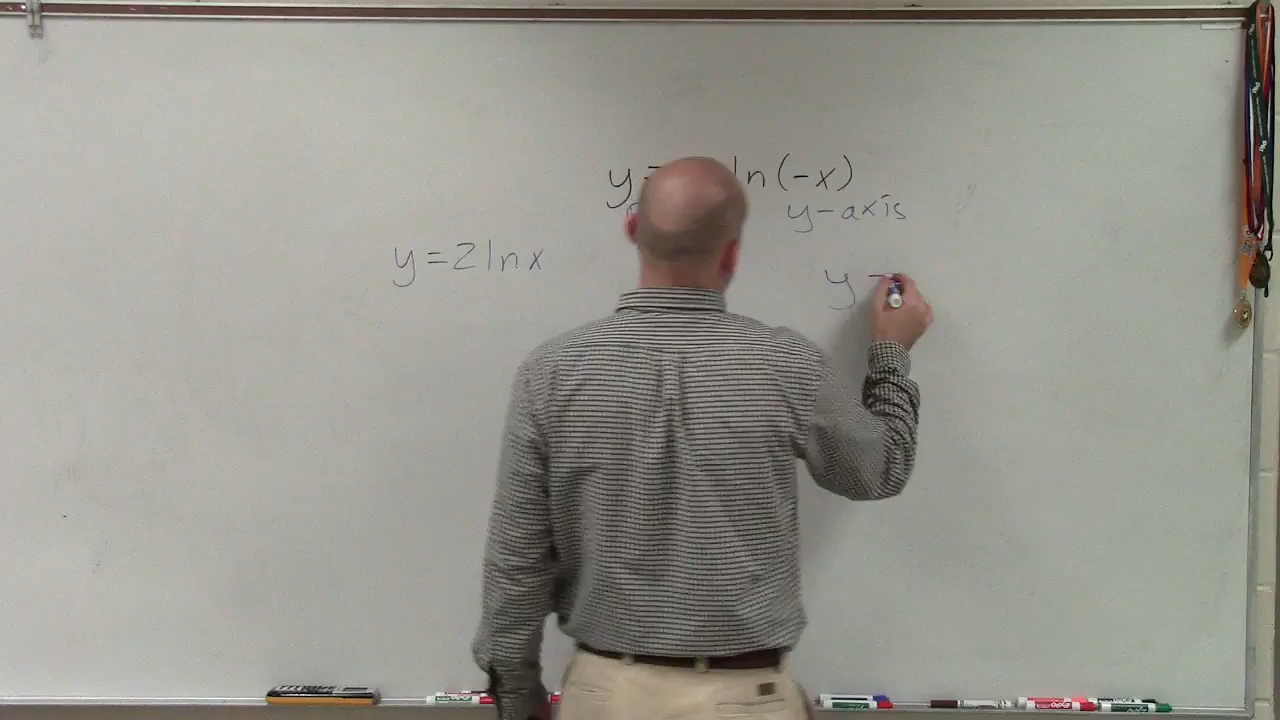 y= ln(-x)
y-axis
y=2lnx
y =